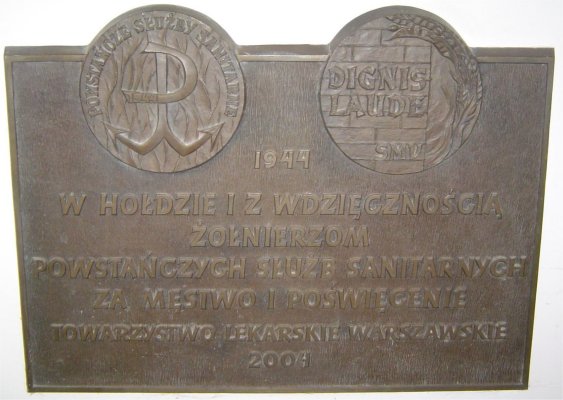 POWSTAŃCZE SŁUŻBY SANITARNE
1944
DIGNIS
LAUDE
SMW
1944
W HOŁDZIE I Z WDZIĘCZNOŚCIĄ
ŻOŁNIERZOM
POWSTAŃCZYCH SŁUŻB SANITARNYCH
ZA MĘSTWO I POŚWIĘCENIE
TOWARZYSTWO LEKARSKIE WARSZAWSKIE
2004